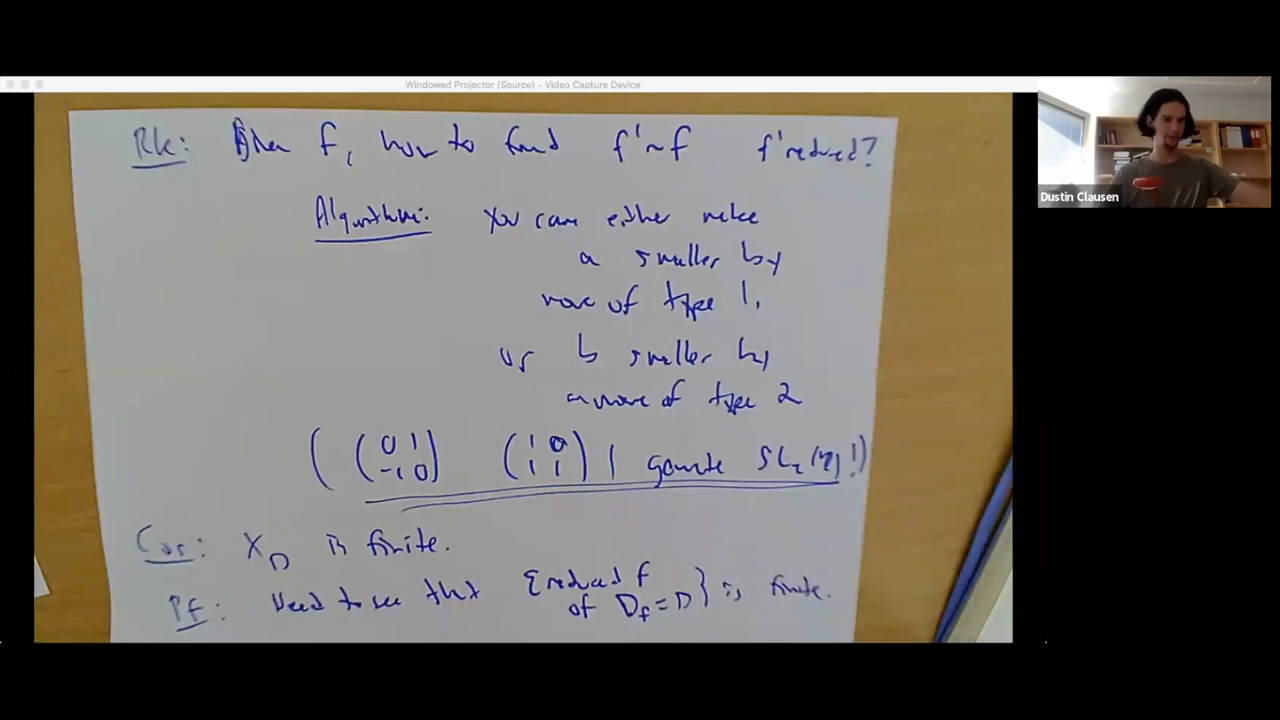 Windowed Projector (Source) - Video Capture Device
Dustin Clausen
Rk: Given f, how to find f' ~ f f' reduced?
Algorithm: You can either make
a smaller by
move of type 1,
or b smaller by
a move of type 2
( (0 1 / -1 0) (1 0 / 1 1) generate SL₂(ℤ)!)
Cor: X_D is finite.
Pf: Need to see that {reduced f of D_f = D} is finite.